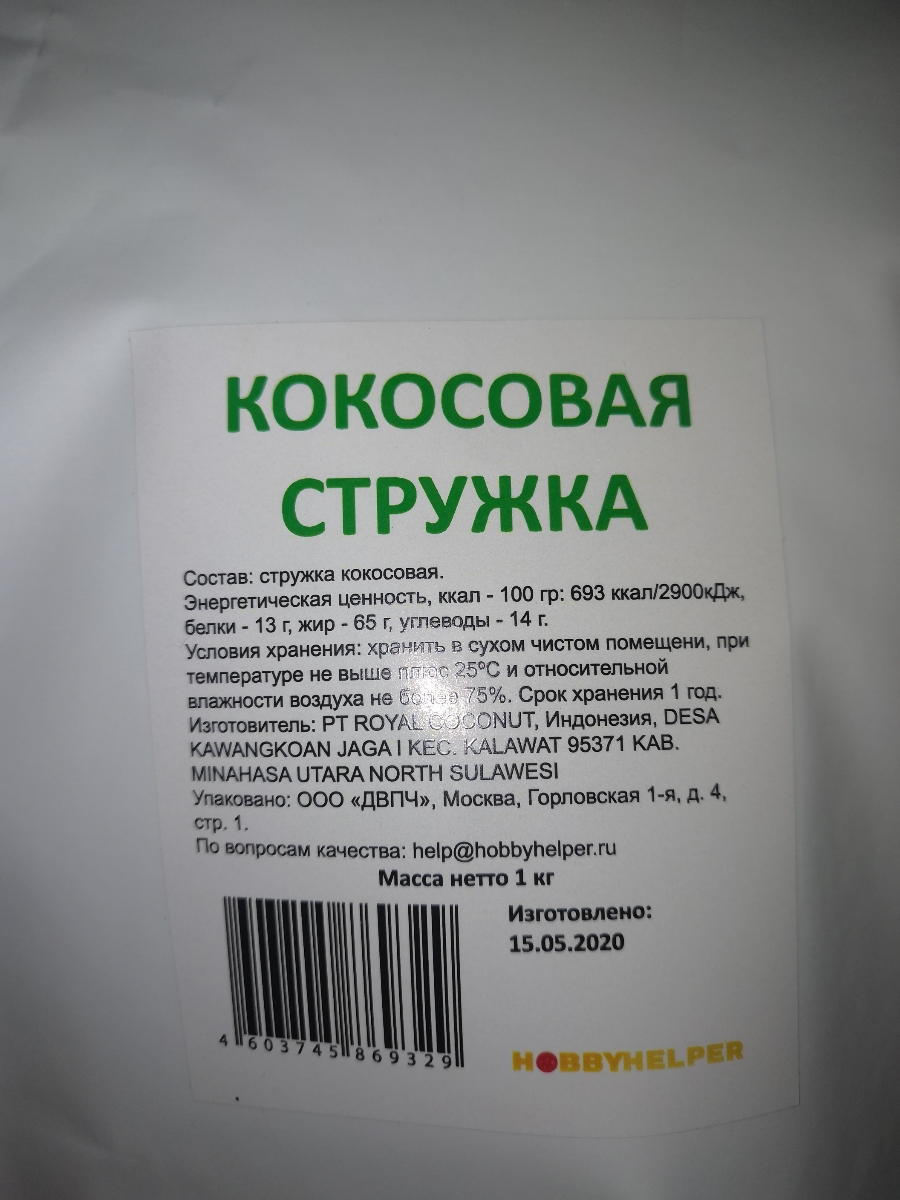 КОКОСОВАЯ
СТРУЖКА
Состав: стружка кокосовая.
Энергетическая ценность, ккал - 100 гр: 693 ккал/2900кДж,
белки - 13 г, жир - 65 г, углеводы - 14 г.
Условия хранения: хранить в сухом чистом помещени, при
температуре не выше плюс 25ºС и относительной
влажности воздуха не более 75%. Срок хранения 1 год.
Изготовитель: PT ROYAL COCONUT, Индонезия, DESA
KAWANGKOAN JAGA I KEC. KALAWAT 95371 KAB.
MINAHASA UTARA NORTH SULAWESI
Упаковано: ООО «ДВПЧ», Москва, Горловская 1-я, д. 4,
стр. 1.
По вопросам качества: help@hobbyhelper.ru
Масса нетто 1 кг
Изготовлено:
15.05.2020
4 603745 869329
HOBBYHELPER